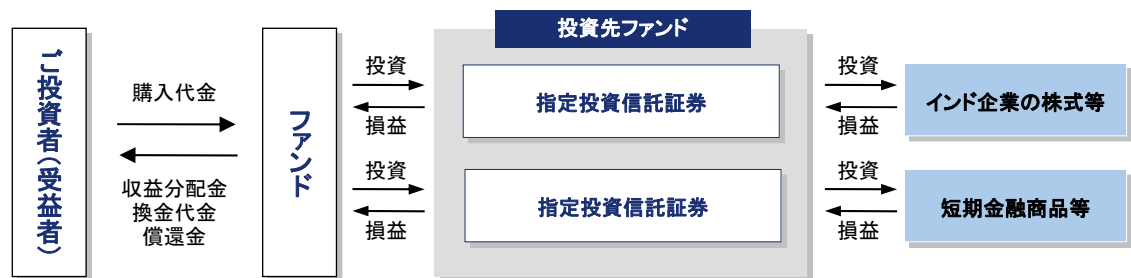 ご投資者(受益者)
購入代金
収益分配金
換金代金
償還金
ファンド
投資
損益
投資
損益
投資先ファンド
指定投資信託証券
指定投資信託証券
投資
損益
投資
損益
インド企業の株式等
短期金融商品等